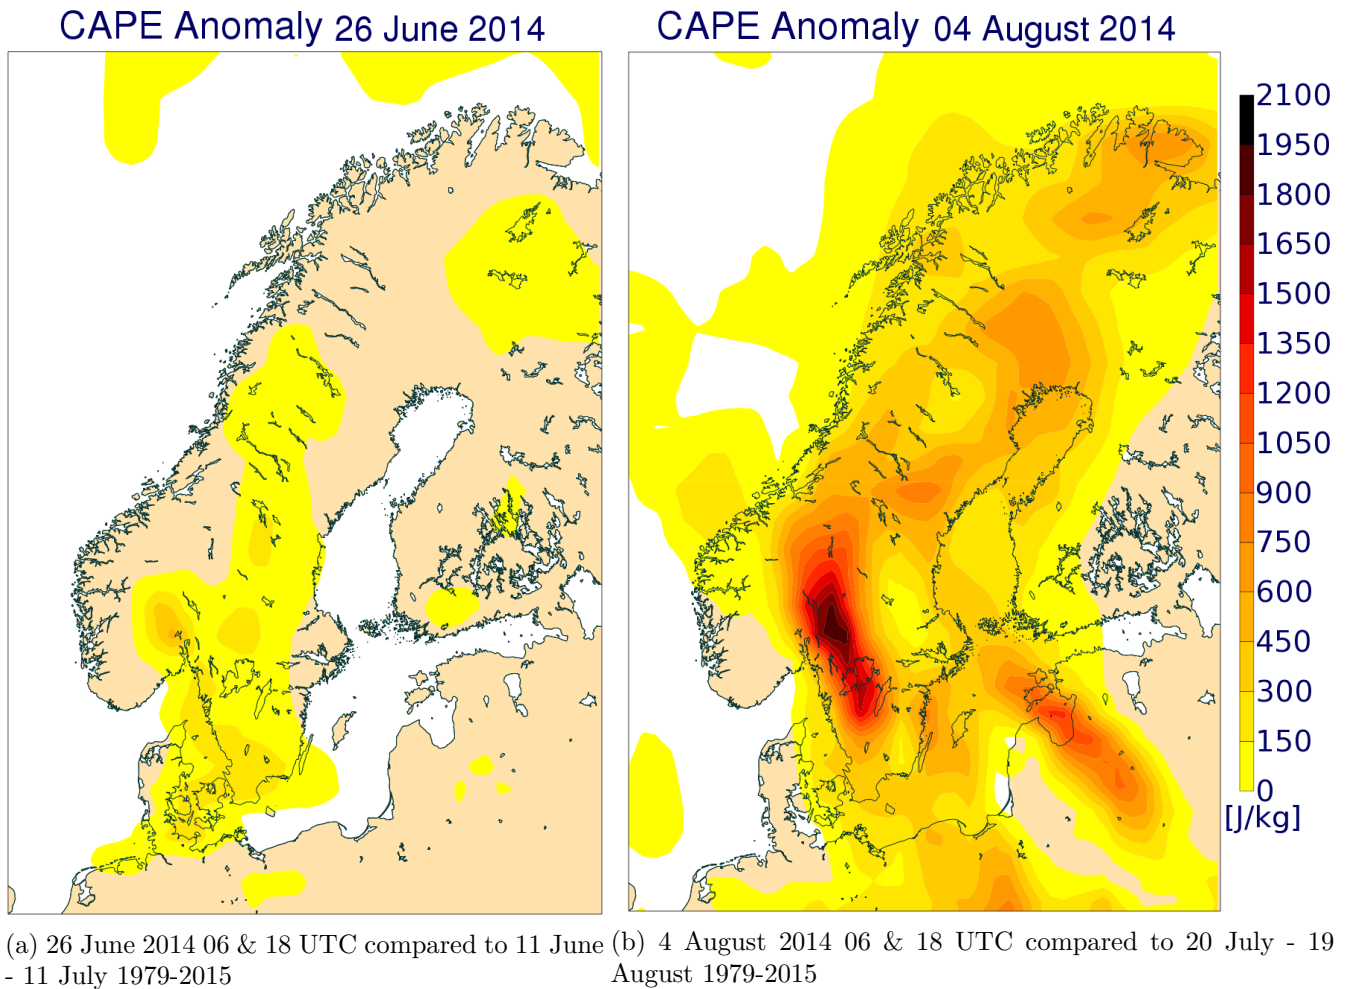 CAPE Anomaly 26 June 2014
CAPE Anomaly 04 August 2014
2100
1950
1800
1650
1500
1350
1200
1050
900
750
600
450
300
150
0
[J/kg]
(a) 26 June 2014 06 & 18 UTC compared to 11 June
- 11 July 1979-2015
(b) 4 August 2014 06 & 18 UTC compared to 20 July - 19
August 1979-2015